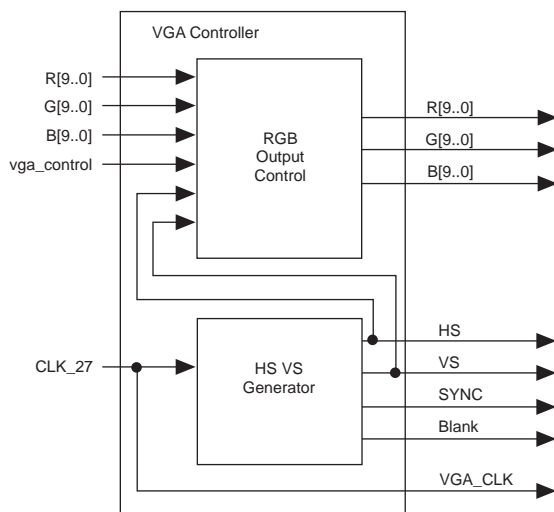 VGA Controller
R[9..0]
G[9..0]
B[9..0]
vga_control
RGB
Output
Control
R[9..0]
G[9..0]
B[9..0]
CLK_27
HS VS
Generator
HS
VS
SYNC
Blank
VGA_CLK